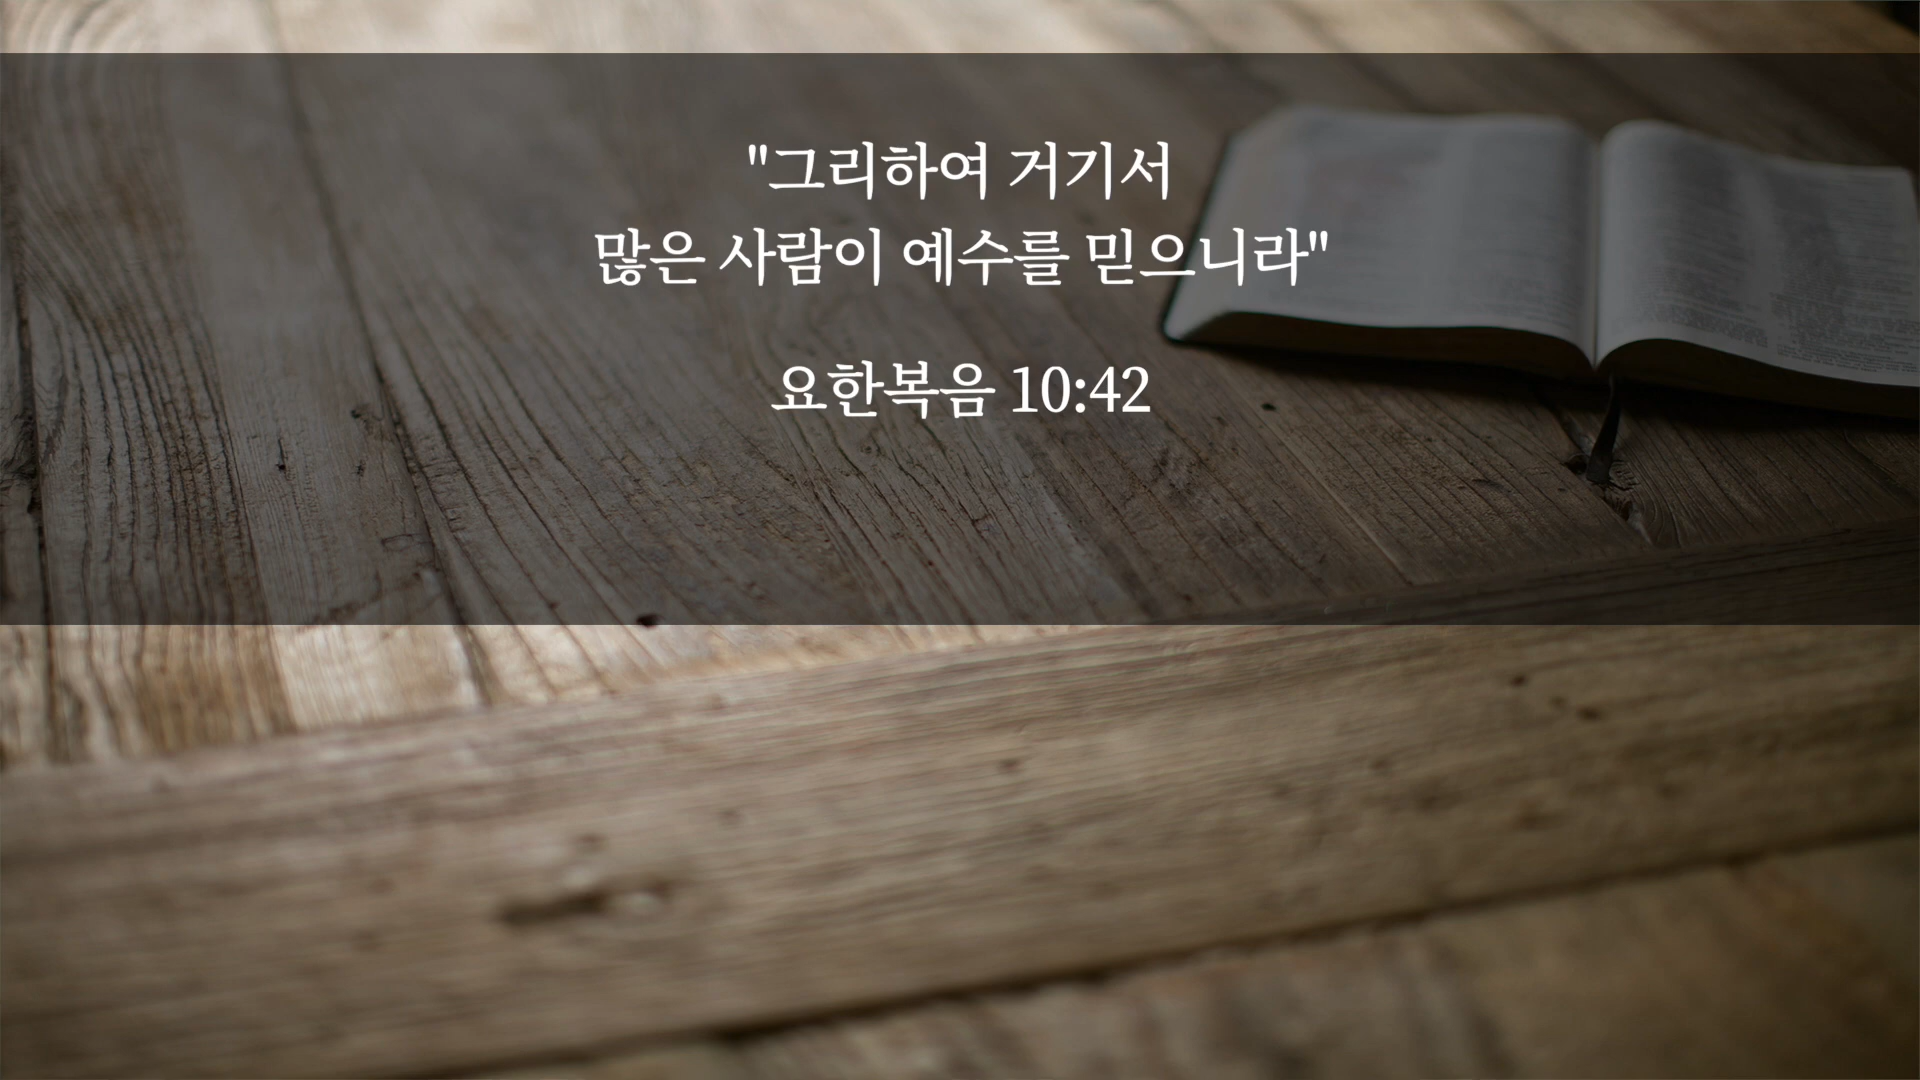 "그리하여 거기서
많은 사람이 예수를 믿으니라"
요한복음 10:42